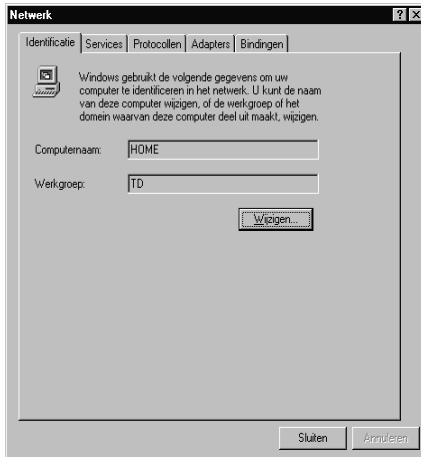 Netwerk
Identificatie Services Protocollen Adapters Bindingen
Windows gebruikt de volgende gegevens om uw
computer te identificeren in het netwerk. U kunt de naam
van deze computer wijzigen, of de werkgroep of het
domein waarvan deze computer deel uit maakt, wijzigen.
Computernaam: HOME
Werkgroep: TD
Wijzigen...
Sluiten Annuleren